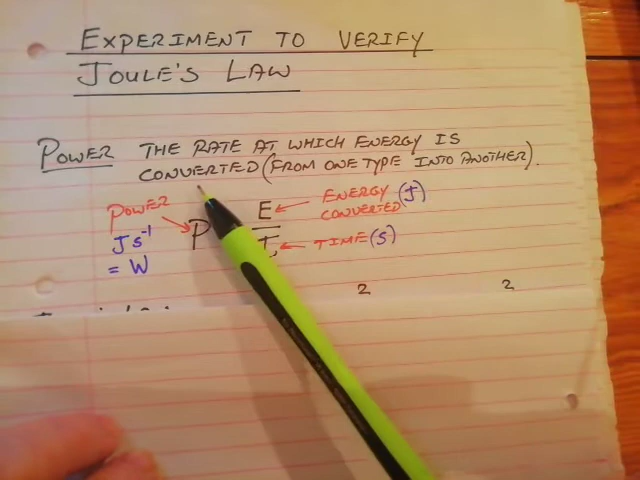 EXPERIMENT TO VERIFY
JOULE'S LAW
POWER THE RATE AT WHICH ENERGY IS
CONVERTED (FROM ONE TYPE INTO ANOTHER).
POWER
J s⁻¹
= W
P
E
ENERGY
CONVERTED (J)
TIME (S)
2 2